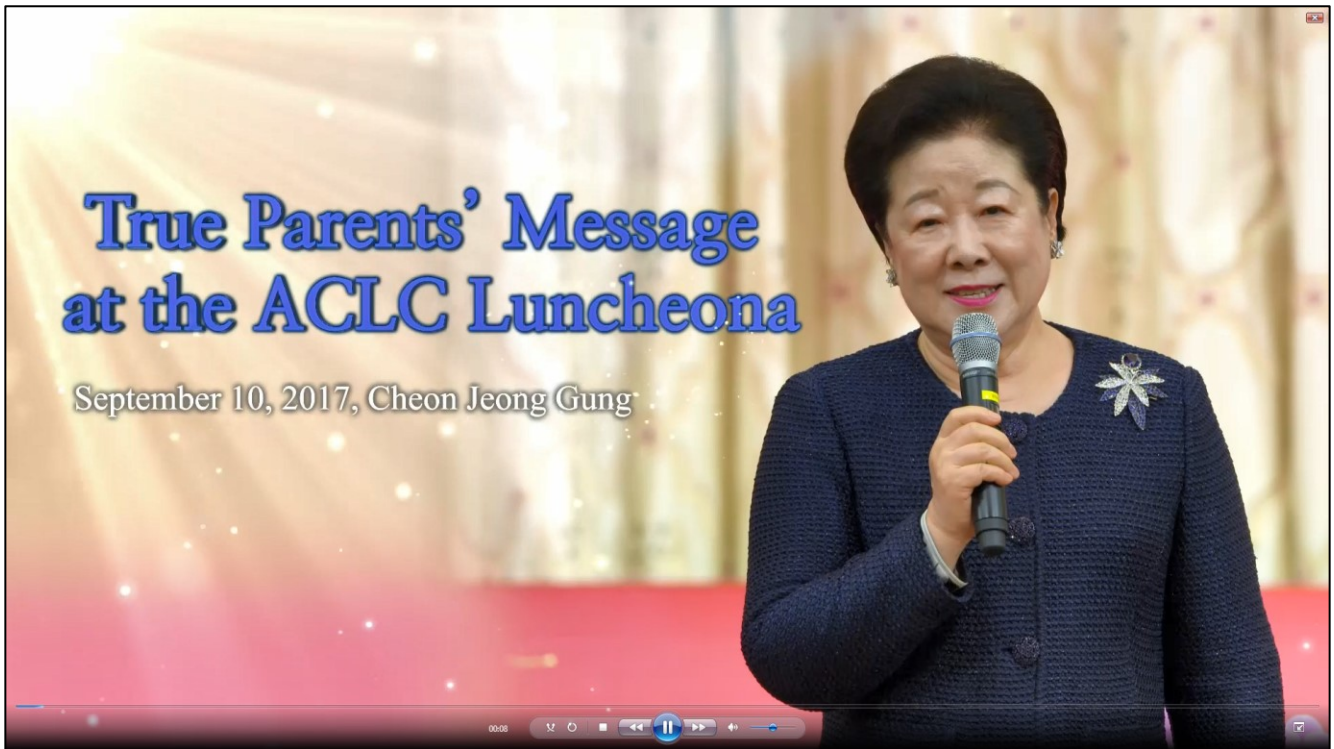 True Parents’ Message
at the ACLC Luncheona
September 10, 2017, Cheon Jeong Gung
00:08